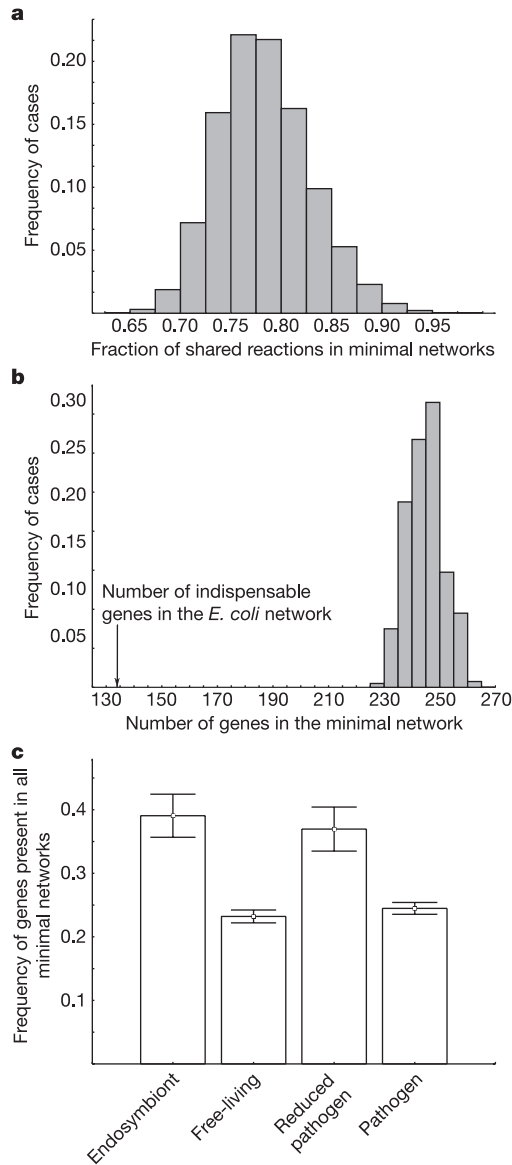 a
0.20
0.15
0.10
0.05
Frequency of cases
0.65 0.70 0.75 0.80 0.85 0.90 0.95
Fraction of shared reactions in minimal networks
b
0.30
0.25
0.20
0.15
0.10
0.05
Frequency of cases
Number of indispensable
genes in the E. coli network
130 150 170 190 210 230 250 270
Number of genes in the minimal network
c
0.4
0.3
0.2
0.1
Frequency of genes present in all
minimal networks
Endosymbiont
Free-living
Reduced
pathogen
Pathogen